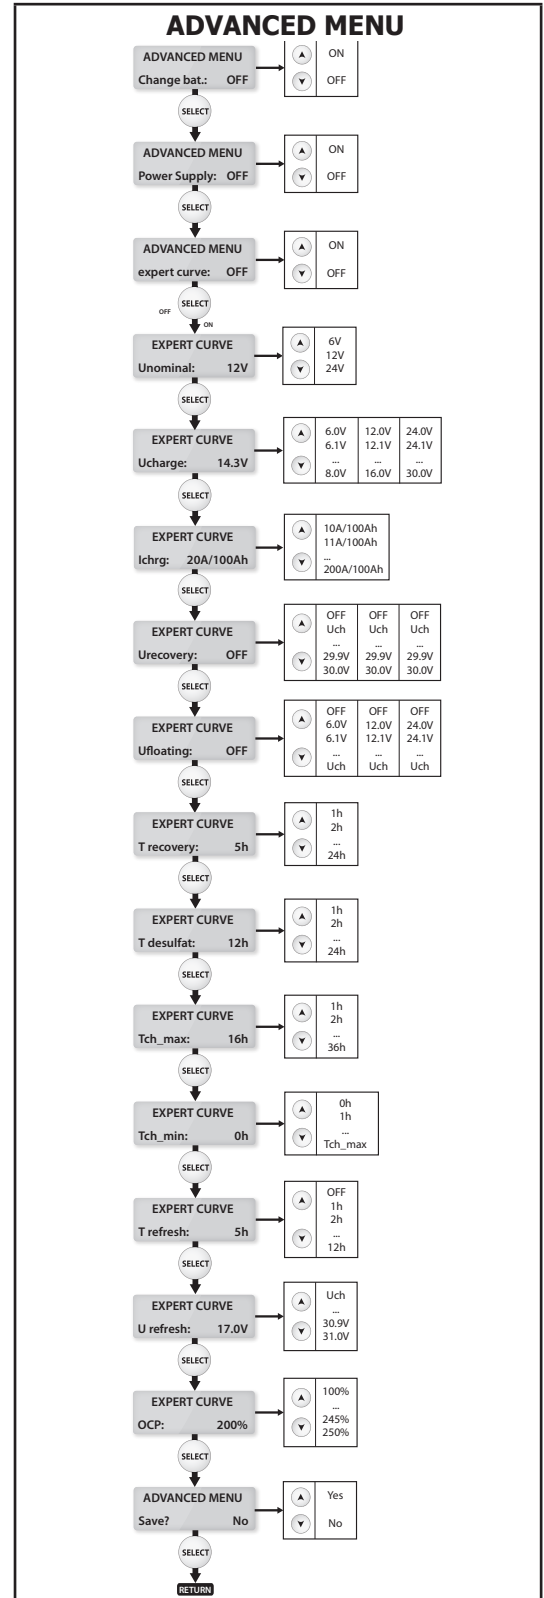 ADVANCED MENU
ADVANCED MENU
Change bat.: OFF
ON
OFF
SELECT
ADVANCED MENU
Power Supply: OFF
ON
OFF
SELECT
ADVANCED MENU
expert curve: OFF
ON
OFF
SELECT
OFF
ON
EXPERT CURVE
Unominal: 12V
6V
12V
24V
SELECT
EXPERT CURVE
Ucharge: 14.3V
6.0V 12.0V 24.0V
6.1V 12.1V 24.1V
... ... ...
8.0V 16.0V 30.0V
SELECT
EXPERT CURVE
Ichrg: 20A/100Ah
10A/100Ah
11A/100Ah
...
200A/100Ah
SELECT
EXPERT CURVE
Urecovery: OFF
OFF OFF OFF
Uch Uch Uch
... ... ...
29.9V 29.9V 29.9V
30.0V 30.0V 30.0V
SELECT
EXPERT CURVE
Ufloating: OFF
OFF OFF OFF
6.0V 12.0V 24.0V
6.1V 12.1V 24.1V
... ... ...
Uch Uch Uch
SELECT
EXPERT CURVE
T recovery: 5h
1h
2h
...
24h
SELECT
EXPERT CURVE
T desulfat: 12h
1h
2h
...
24h
SELECT
EXPERT CURVE
Tch_max: 16h
1h
2h
...
36h
SELECT
EXPERT CURVE
Tch_min: 0h
0h
1h
...
Tch_max
SELECT
EXPERT CURVE
T refresh: 5h
OFF
1h
2h
...
12h
SELECT
EXPERT CURVE
U refresh: 17.0V
Uch
...
30.9V
31.0V
SELECT
EXPERT CURVE
OCP: 200%
100%
...
245%
250%
SELECT
ADVANCED MENU
Save? No
Yes
No
SELECT
RETURN